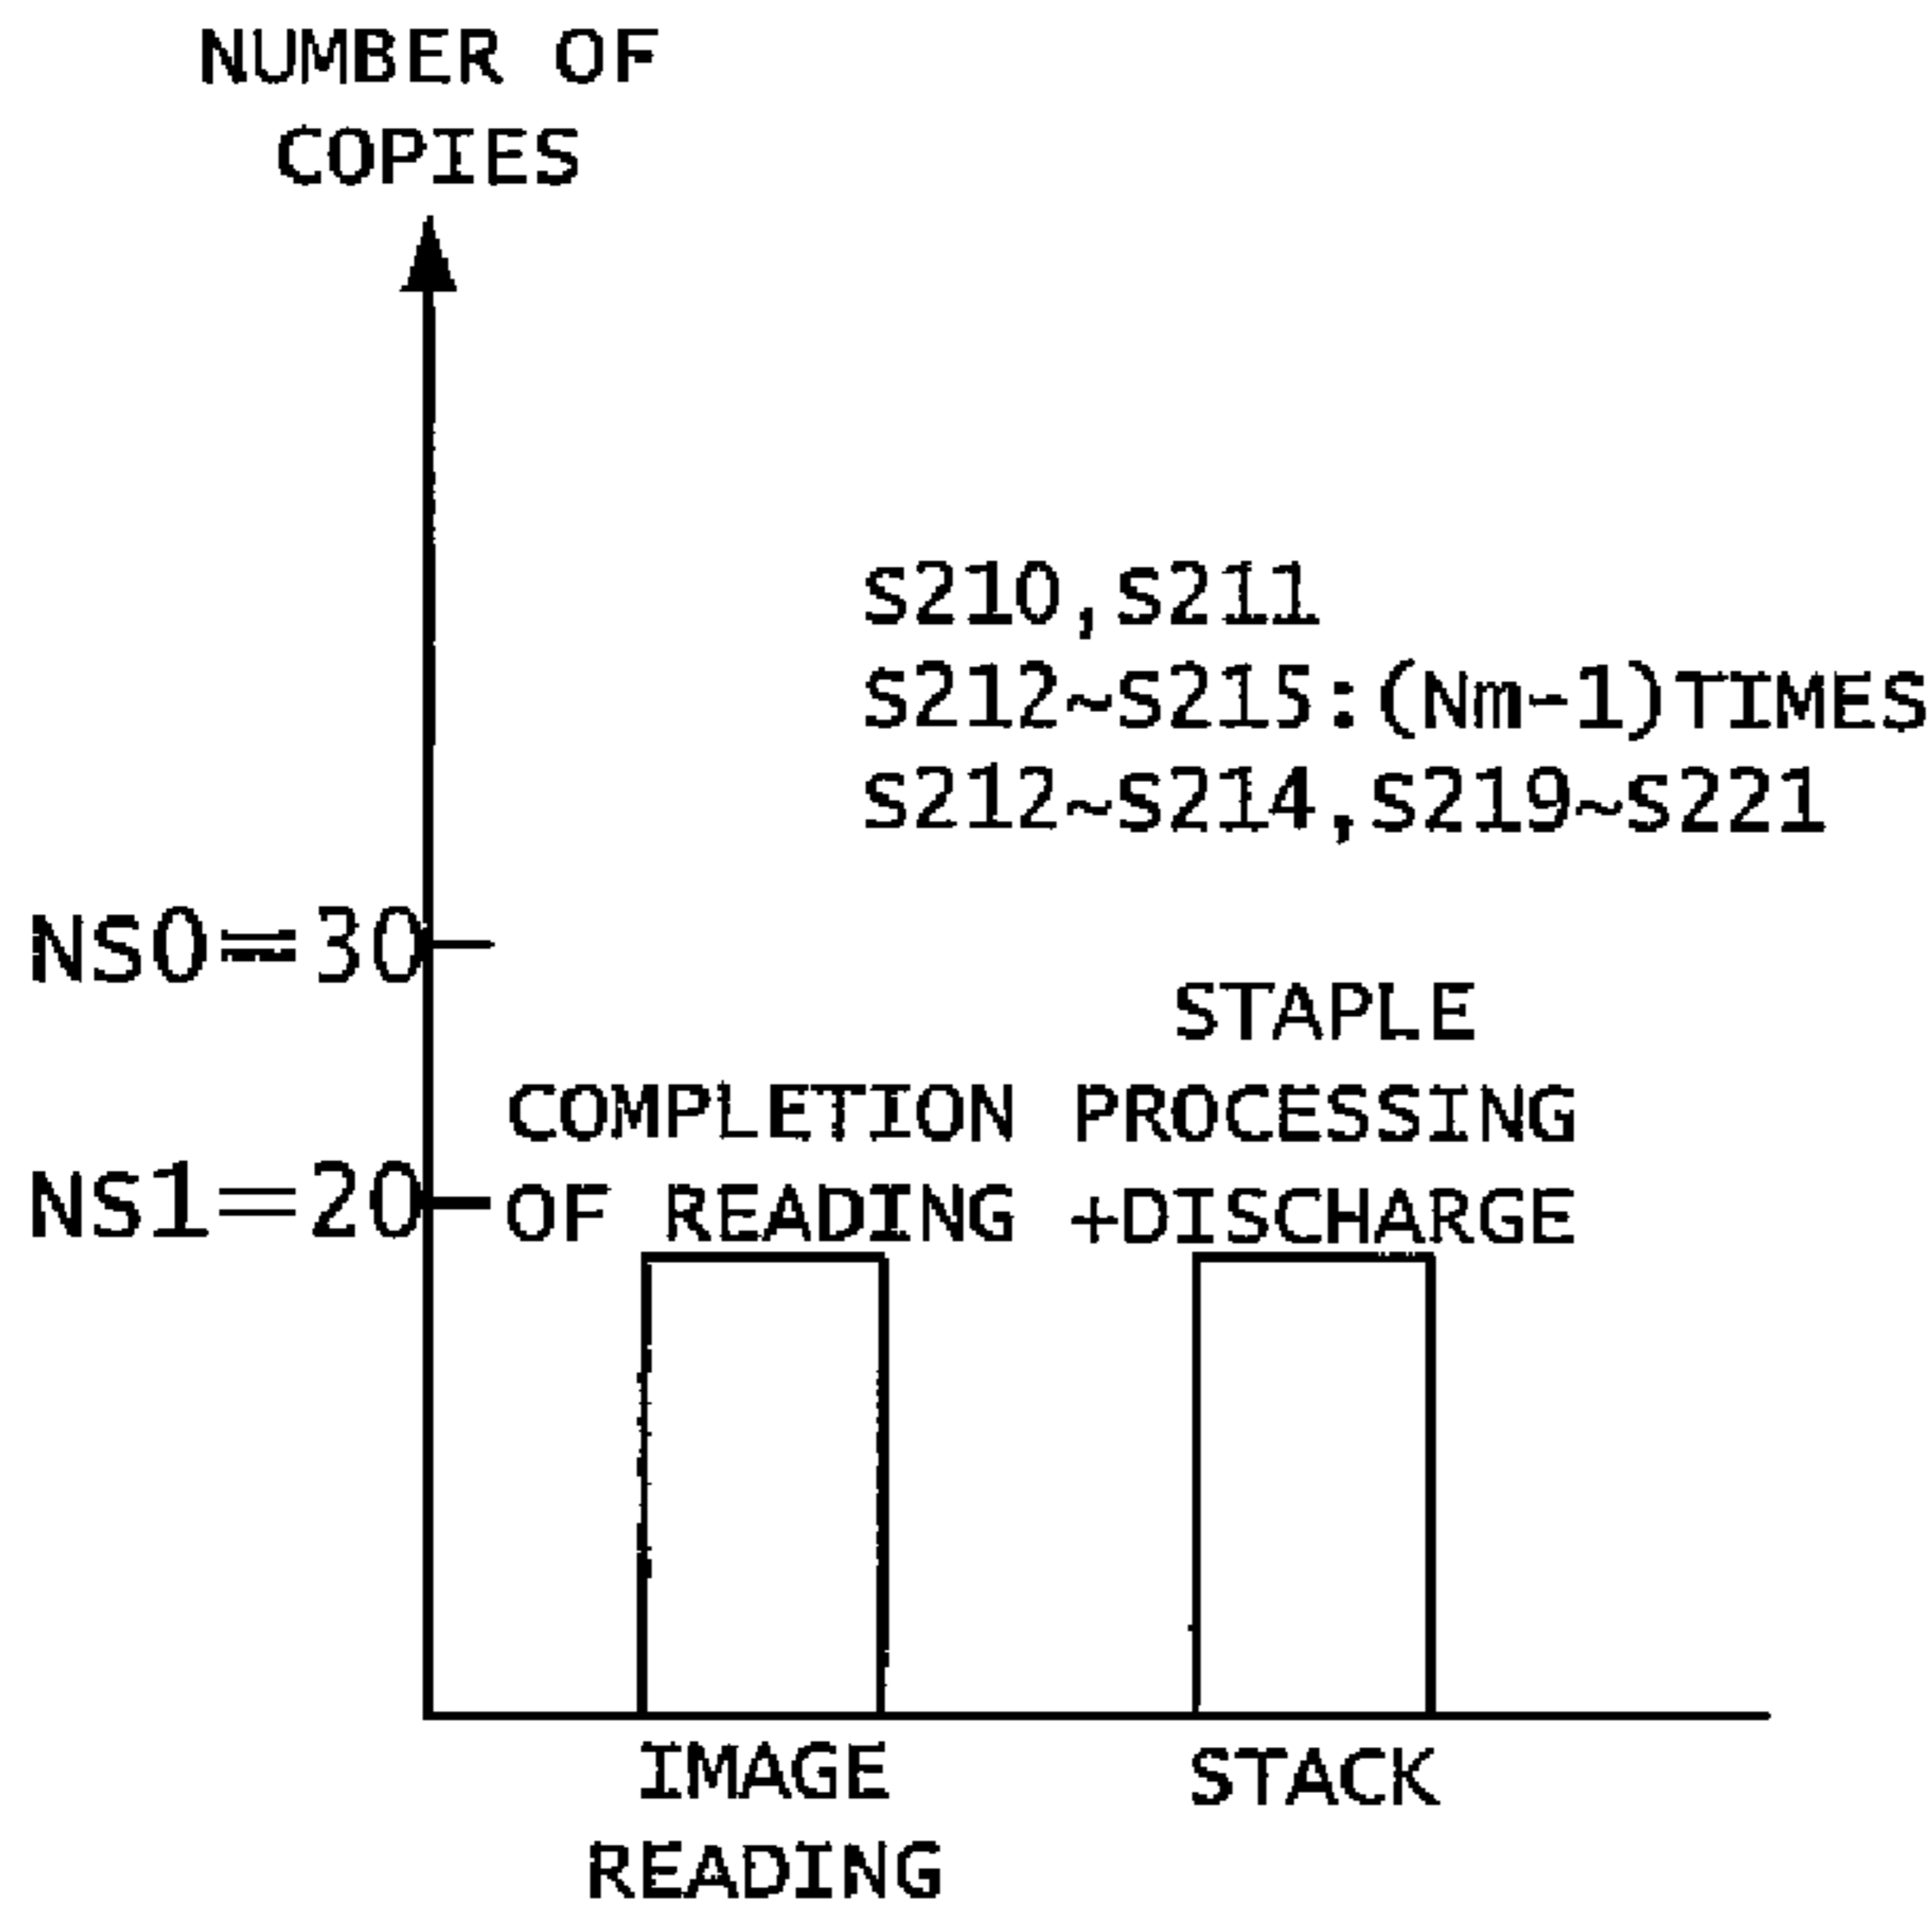 NUMBER OF
COPIES
S210,S211
S212~S215:(Nm-1)TIMES
S212~S214,S219~S221
NS0=30
STAPLE
COMPLETION PROCESSING
NS1=20 OF READING +DISCHARGE
IMAGE STACK
READING